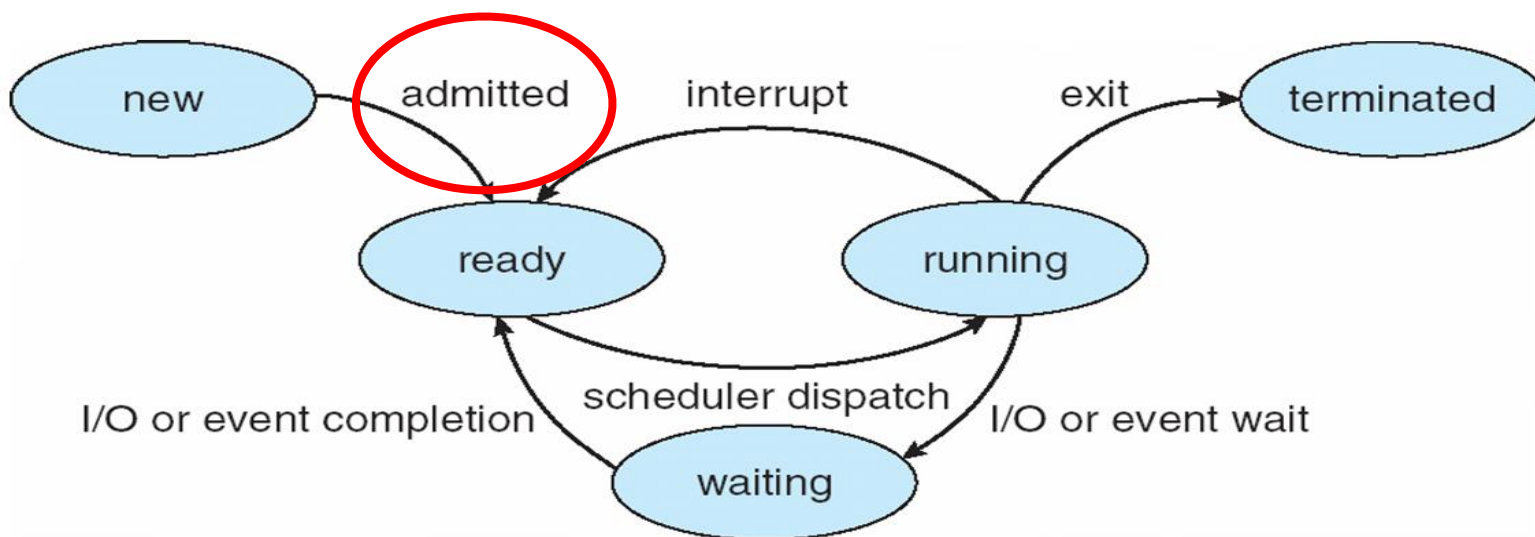 new
admitted
interrupt
exit
terminated
ready
running
scheduler dispatch
I/O or event completion
I/O or event wait
waiting